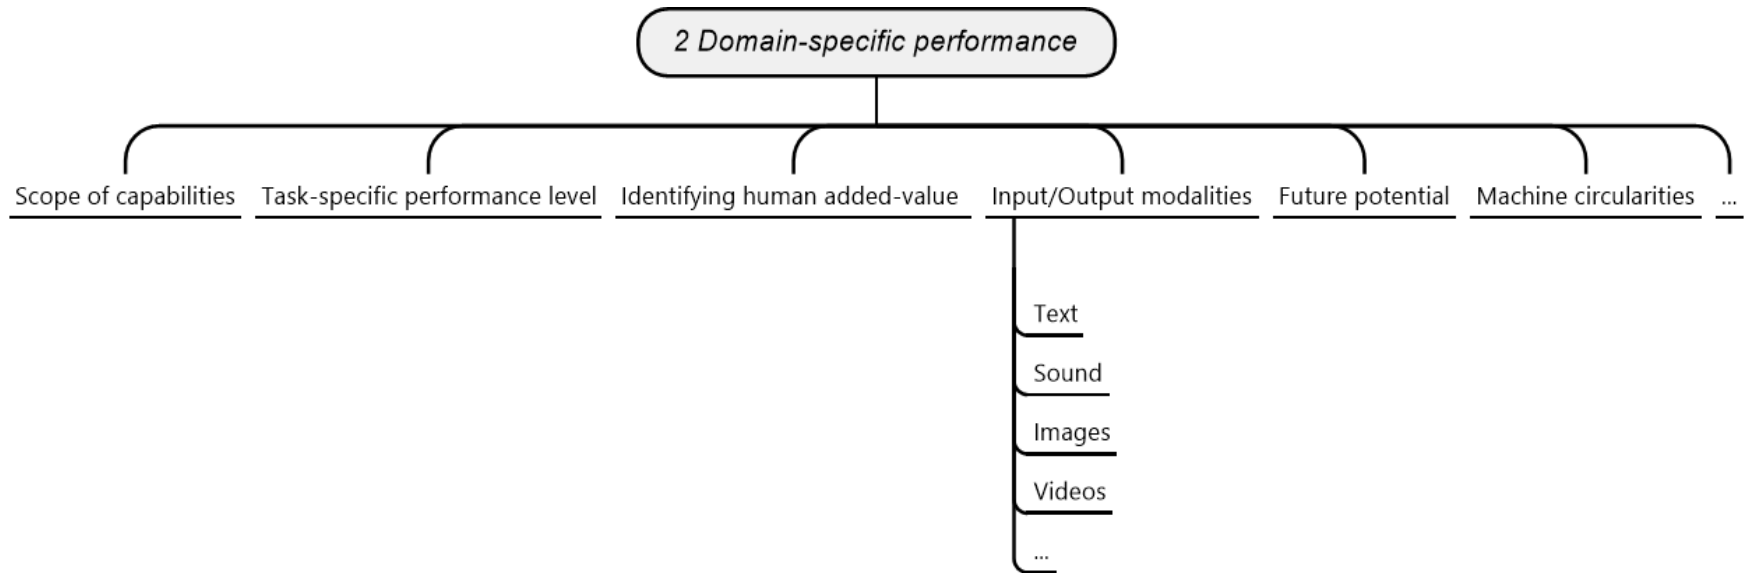 2 Domain-specific performance
Scope of capabilities
Task-specific performance level
Identifying human added-value
Input/Output modalities
Future potential
Machine circularities
...
Text
Sound
Images
Videos
...